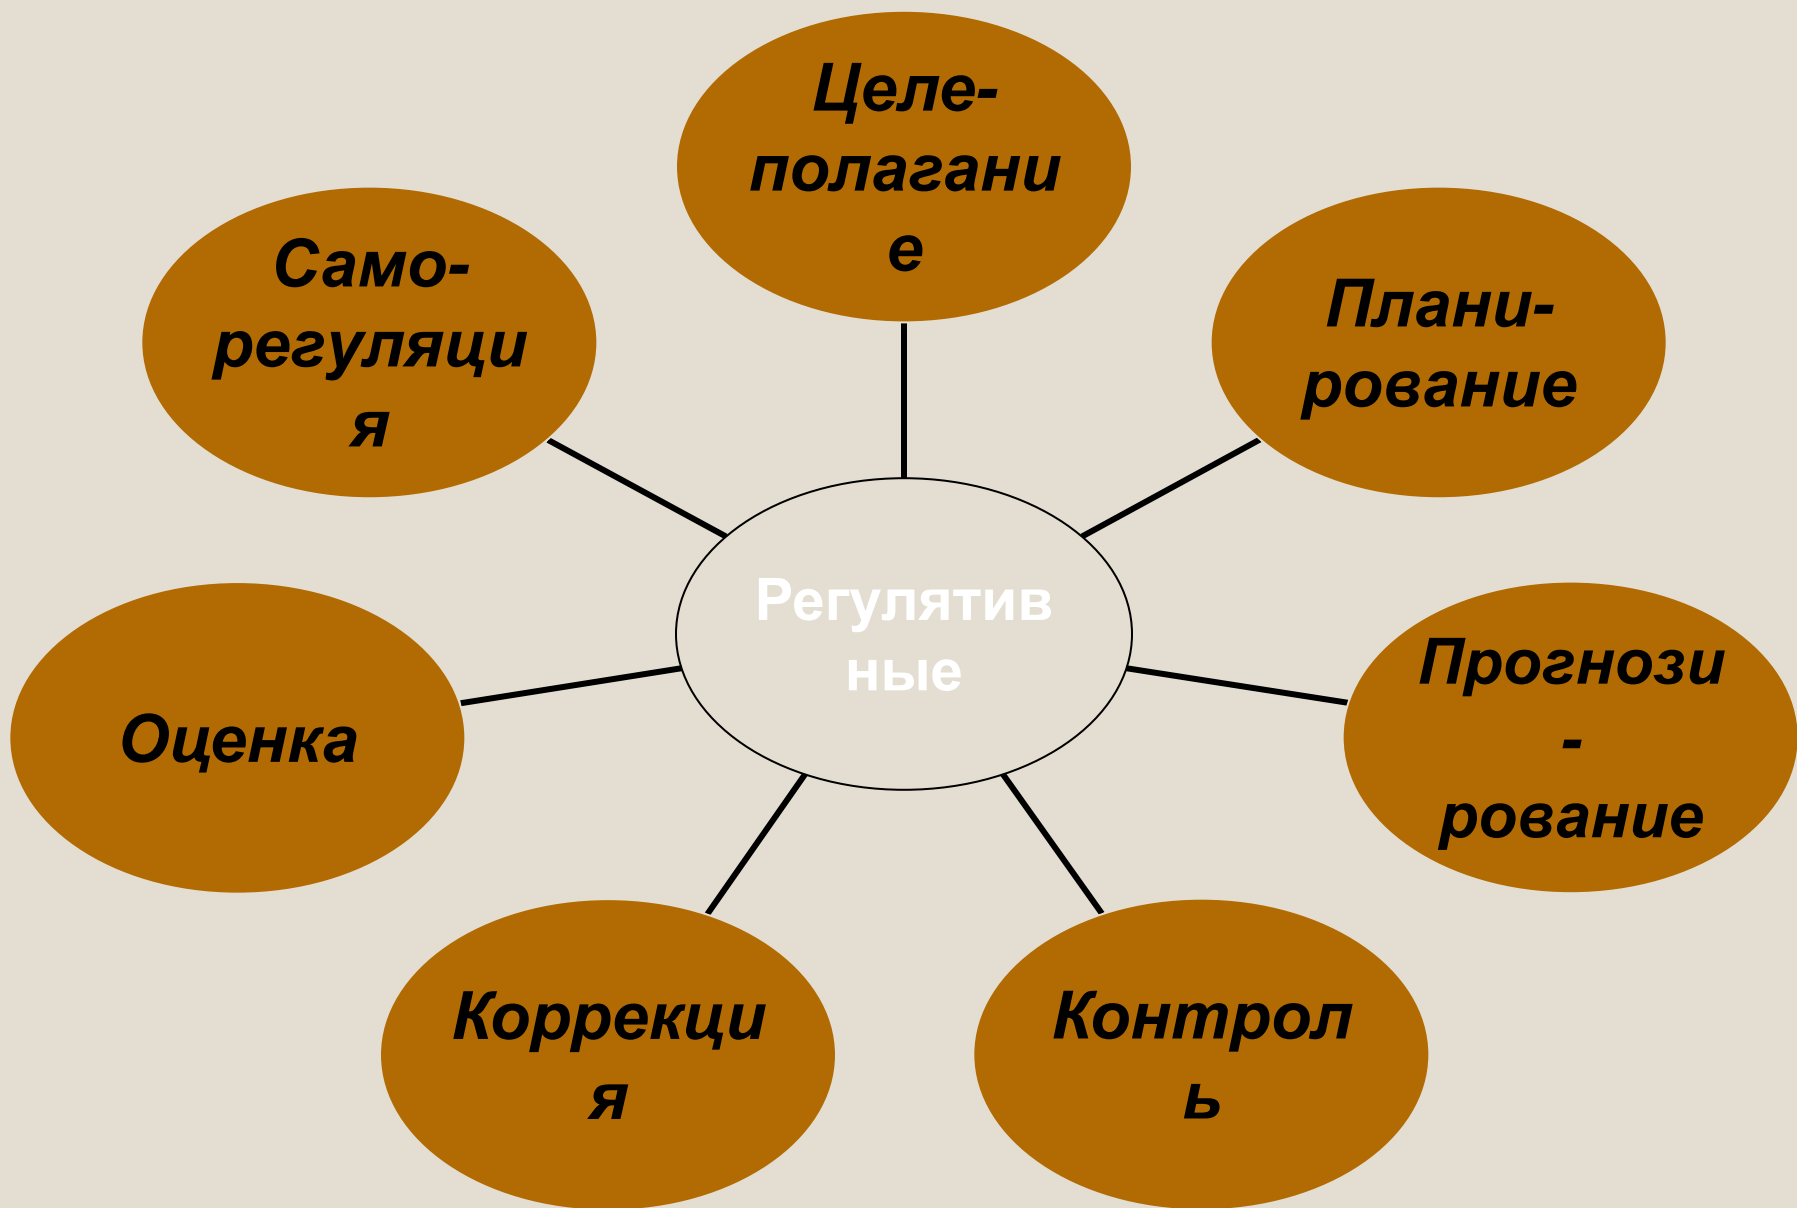 Целе-
полагани
е
Само-
регуляци
я
Плани-
рование
Регулятив
ные
Прогнози
-
рование
Оценка
Коррекци
я
Контрол
ь